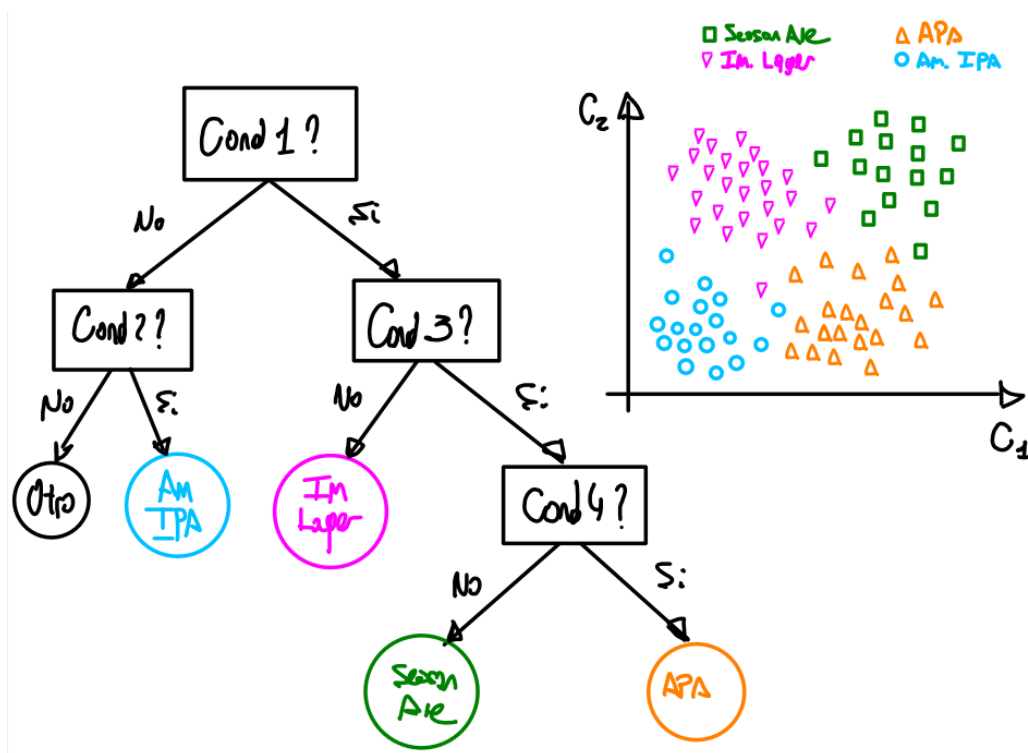 Season Ale
APA
Im. Lager
Am. IPA
Cond 1?
C2
No
Si
Cond 2?
Cond 3?
No
Si
No
Si
C1
Otro
Am
IPA
Im
Lager
Cond 4?
No
Si
Season
Ale
APA